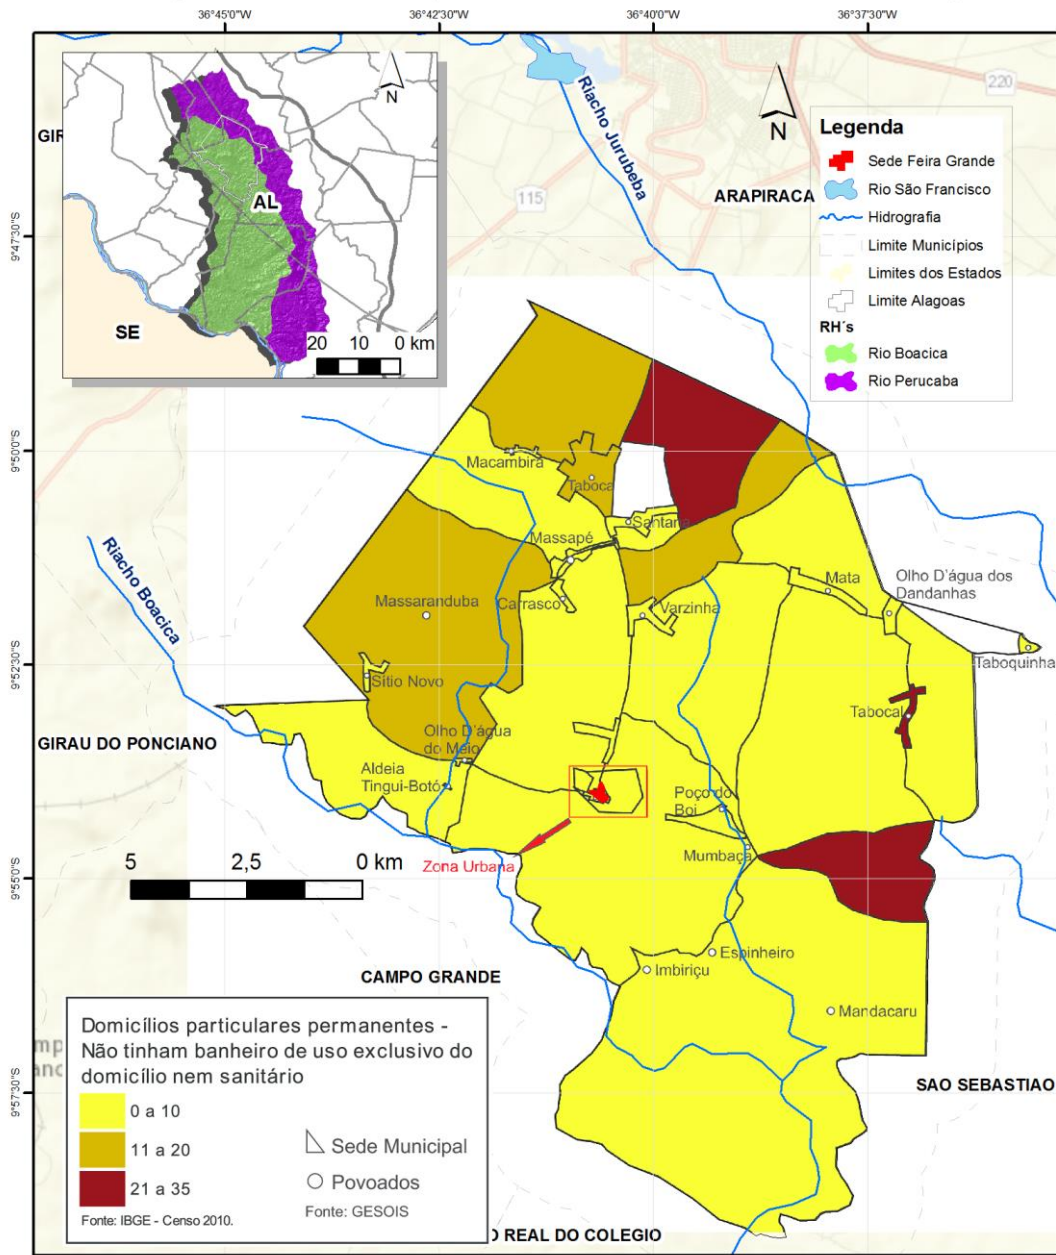 36°45'0"W
36°42'30"W
36°40'0"W
36°37'30"W
9°47'30"S
9°50'0"S
9°52'30"S
9°55'0"S
9°57'30"S
N
AL
SE
20 10 0 km
Riacho Jurubeba
N
220
115
ARAPIRACA
Legenda
Sede Feira Grande
Rio São Francisco
Hidrografia
Limite Municípios
Limites dos Estados
Limite Alagoas
RH´s
Rio Boacica
Rio Perucaba
GIR
Macambira
Taboca
Santana
Massapé
Riacho Boacica
Massaranduba
Carrasco
Varzinha
Mata
Olho D'água dos
Dandanhas
Taboquinha
Sítio Novo
Tabocal
GIRAU DO PONCIANO
Olho D'água
do Meio
Aldeia
Tingui-Botó
Poço do
Boi
Mumbaça
5 2,5 0 km
Zona Urbana
Espinheiro
Imbiriçu
CAMPO GRANDE
Mandacaru
SAO SEBASTIAO
Domicílios particulares permanentes -
Não tinham banheiro de uso exclusivo do
domicílio nem sanitário
0 a 10
11 a 20
21 a 35
Sede Municipal
Povoados
Fonte: IBGE - Censo 2010.
Fonte: GESOIS
O REAL DO COLEGIO